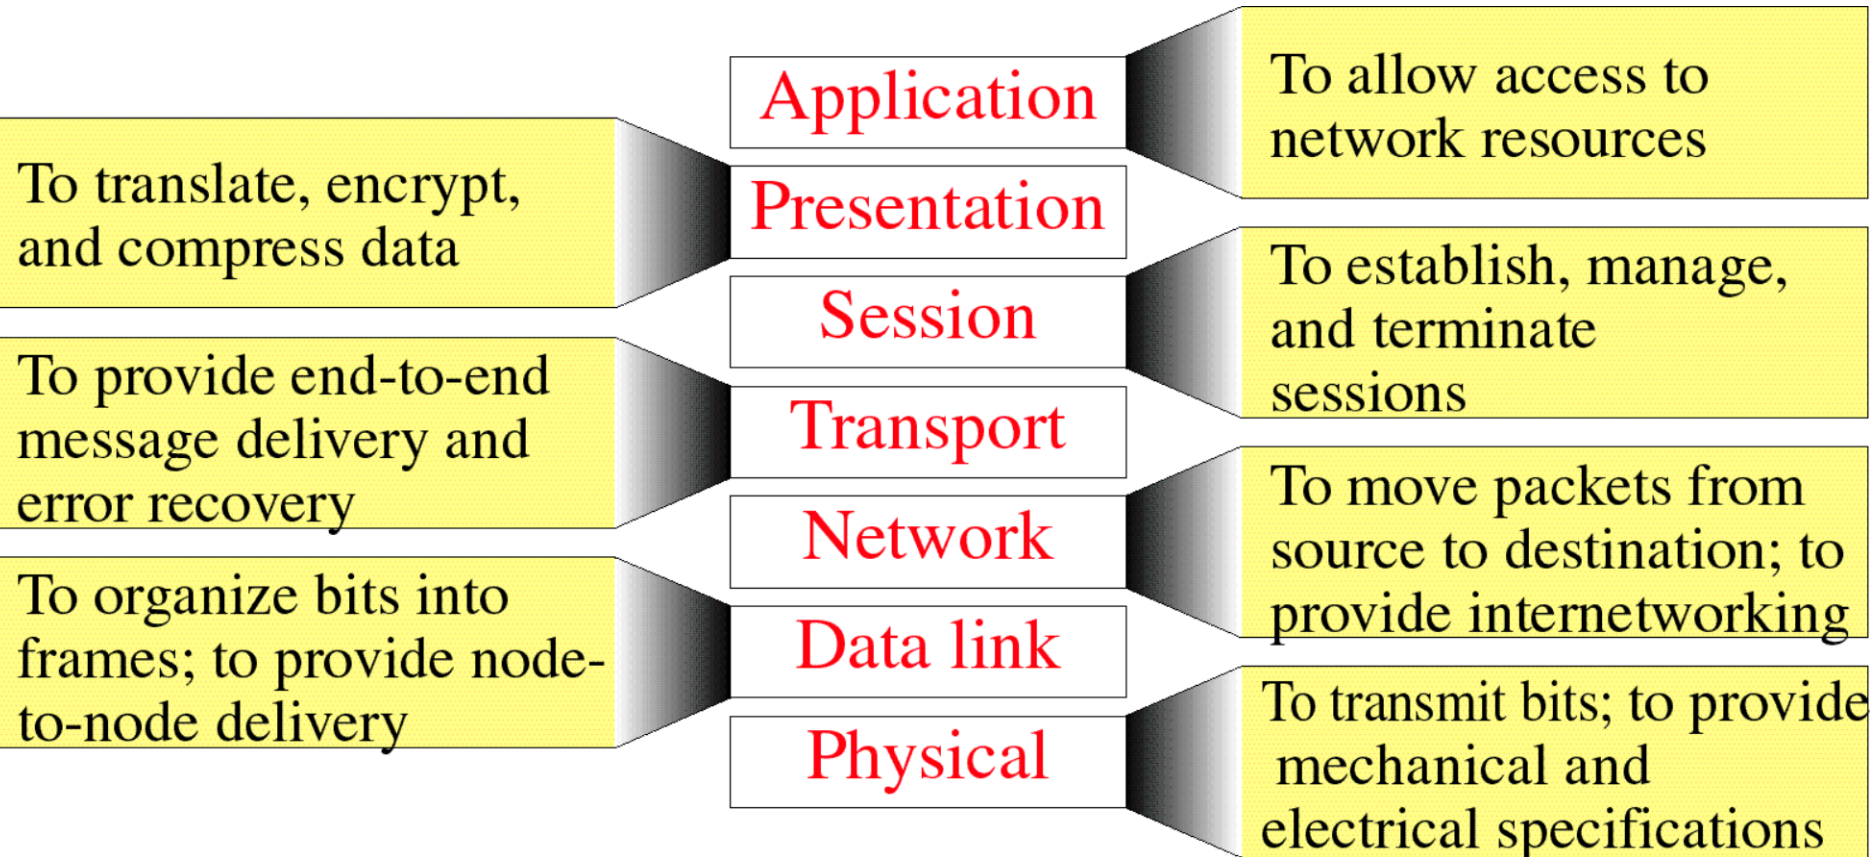 Application
To allow access to
network resources
To translate, encrypt,
and compress data
Presentation
Session
To establish, manage,
and terminate
sessions
To provide end-to-end
message delivery and
error recovery
Transport
Network
To move packets from
source to destination; to
provide internetworking
To organize bits into
frames; to provide node-
to-node delivery
Data link
Physical
To transmit bits; to provide
mechanical and
electrical specifications